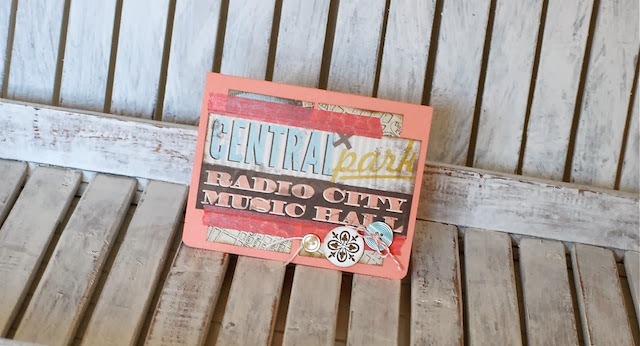 CENTRAL park
RADIO CITY
MUSIC HALL